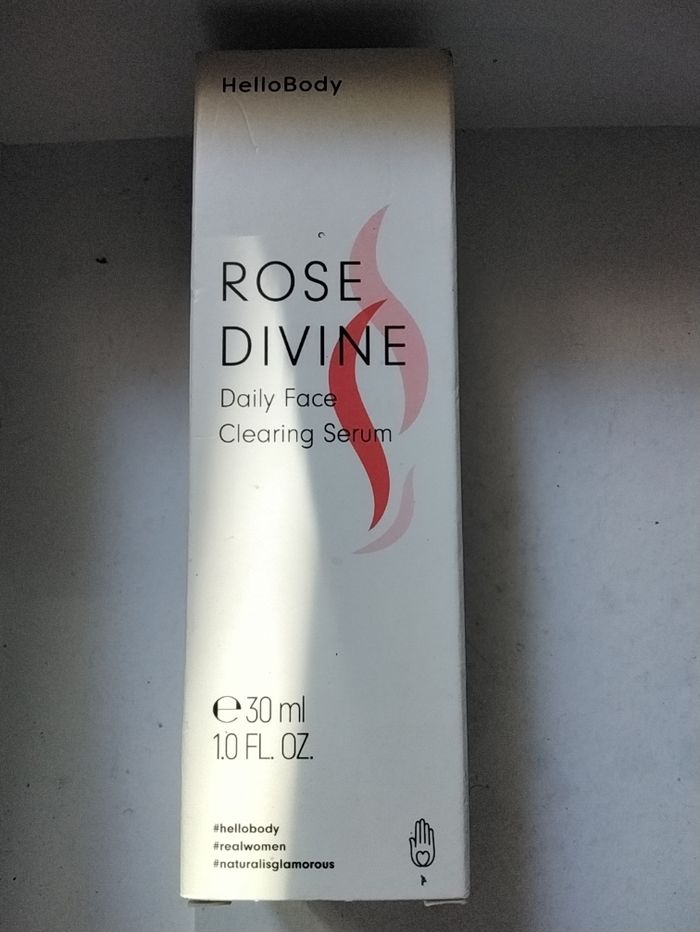 HelloBody
ROSE
DIVINE
Daily Face
Clearing Serum
℮ 30 ml
1.0 FL. OZ.
#hellobody
#realwomen
#naturalisglamorous